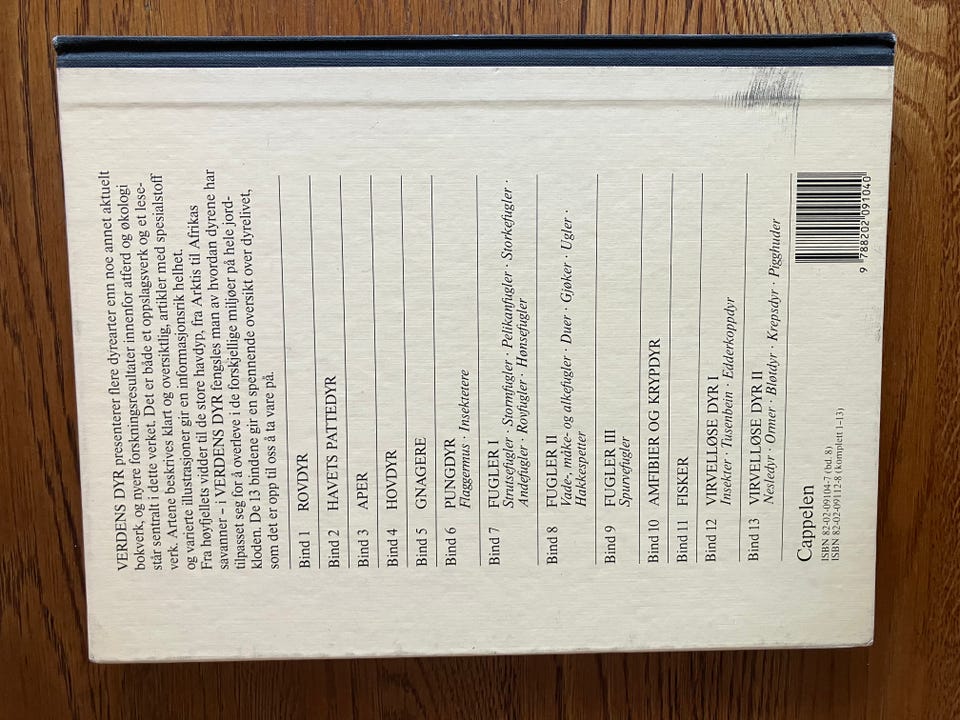 VERDENS DYR presenterer flere dyrearter enn noe annet aktuelt
bokverk, og nyere forskningsresultater innenfor atferd og økologi
står sentralt i dette verket. Det er både et oppslagsverk og et lese-
verk. Artene beskrives klart og oversiktlig, artikler med spesialstoff
og varierte illustrasjoner gir en informasjonsrik helhet.
Fra høyfjellets vidder til de store havdyp, fra Arktis til Afrikas
savanner – i VERDENS DYR fengsles man av hvordan dyrene har
tilpasset seg for å overleve i de forskjellige miljøer på hele jord-
kloden. De 13 bindene gir en spennende oversikt over dyrelivet,
som det er opp til oss å ta vare på.
Bind 1 ROVDYR
Bind 2 HAVETS PATTEDYR
Bind 3 APER
Bind 4 HOVDYR
Bind 5 GNAGERE
Bind 6 PUNGDYR
Flaggermus · Insektetere
Bind 7 FUGLER I
Strutsefugler · Stormfugler · Pelikanfugler · Storkefugler ·
Andefugler · Rovfugler · Hønsefugler
Bind 8 FUGLER II
Vade- måke- og alkefugler · Duer · Gjøker · Ugler ·
Hakkespetter
Bind 9 FUGLER III
Spurvefugler
Bind 10 AMFIBIER OG KRYPDYR
Bind 11 FISKER
Bind 12 VIRVELLØSE DYR I
Insekter · Tusenbein · Edderkoppdyr
Bind 13 VIRVELLØSE DYR II
Nesledyr · Ormer · Bløtdyr · Krepsdyr · Pigghuder
Cappelen
ISBN 82-02-09104-7 (bd. 8)
ISBN 82-02-09112-8 (komplett 1–13)
9 788202 091040